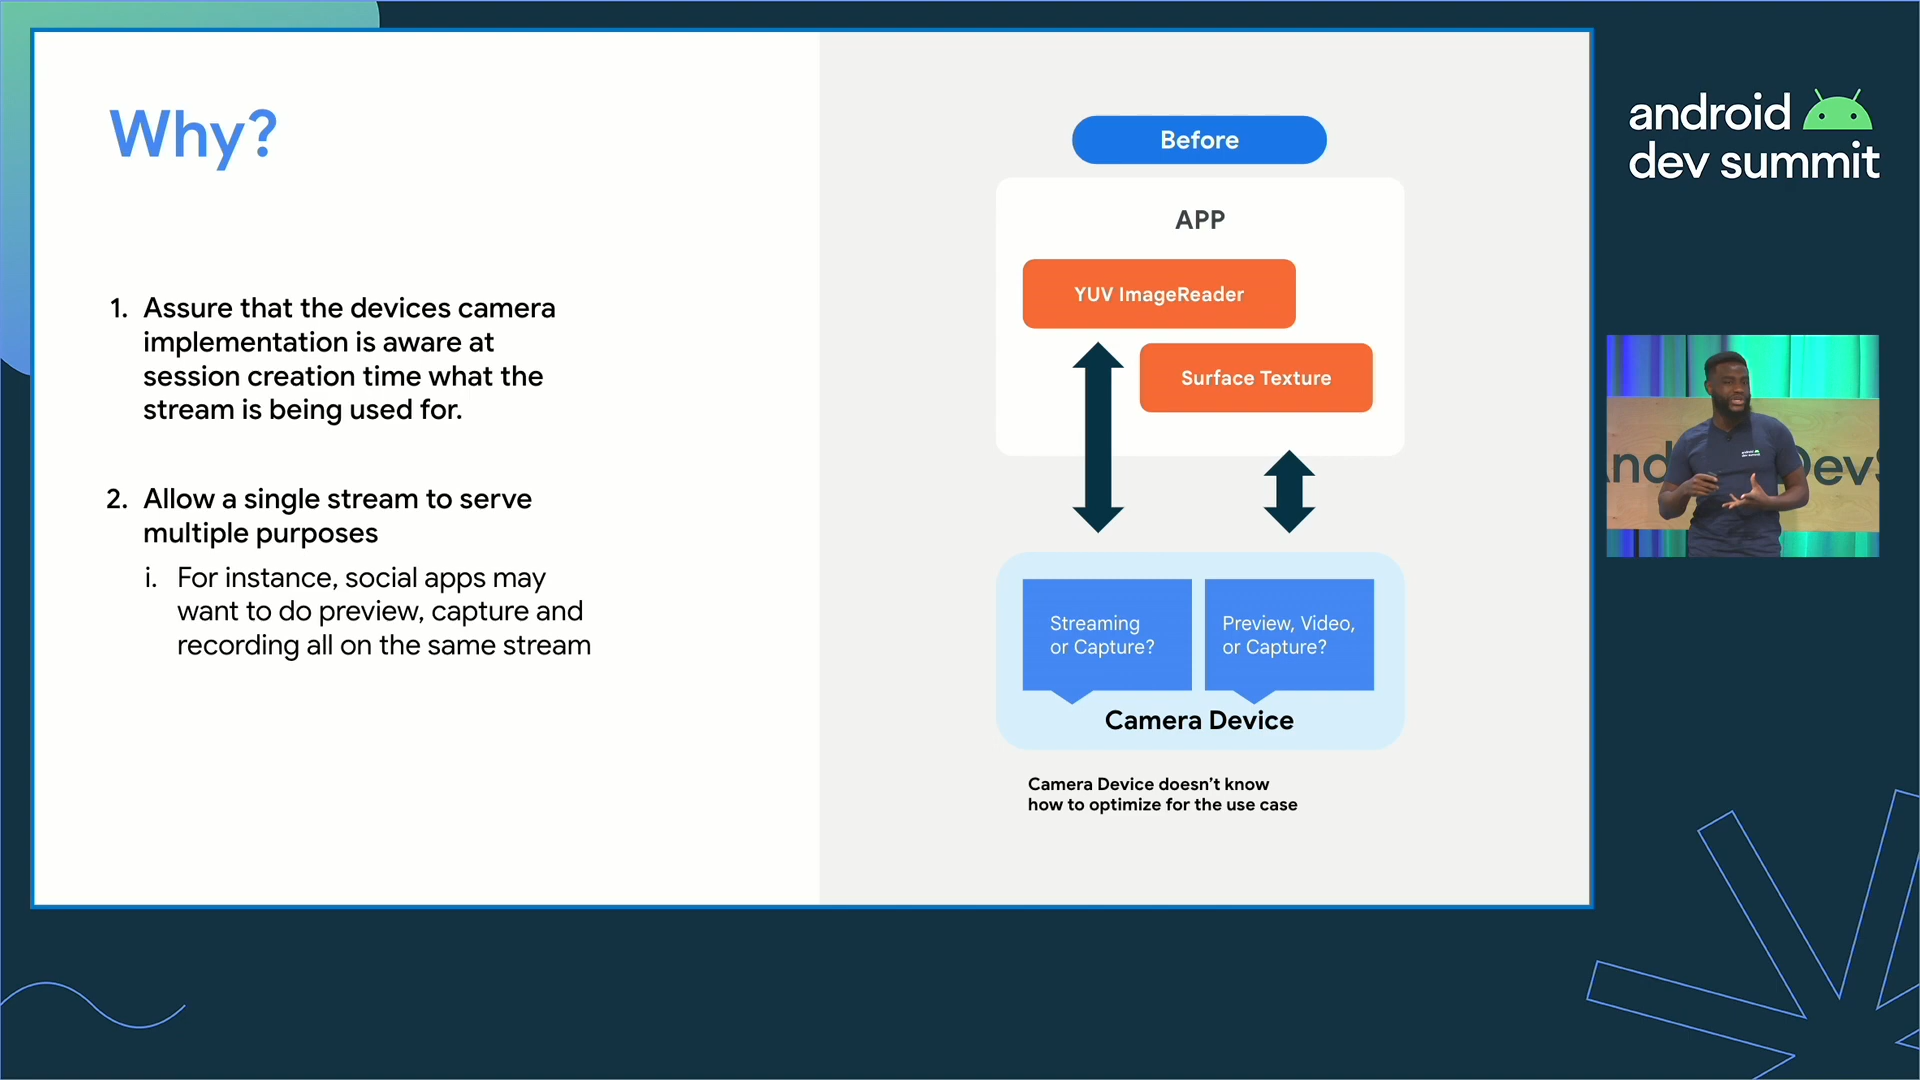 Why?
1. Assure that the devices camera
implementation is aware at
session creation time what the
stream is being used for.
2. Allow a single stream to serve
multiple purposes
i. For instance, social apps may
want to do preview, capture and
recording all on the same stream
Before
APP
YUV ImageReader
Surface Texture
Streaming
or Capture?
Preview, Video,
or Capture?
Camera Device
Camera Device doesn’t know
how to optimize for the use case
android
dev summit